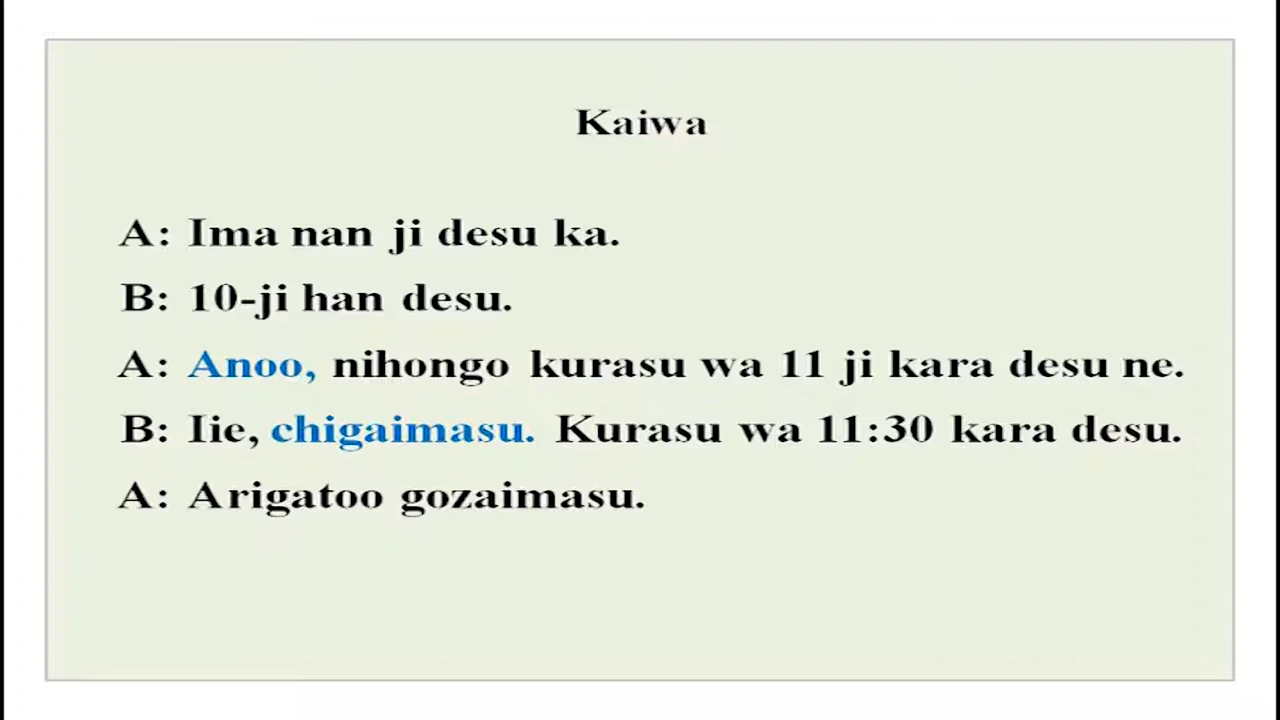 Kaiwa
A: Ima nan ji desu ka.
B: 10-ji han desu.
A: Anoo, nihongo kurasu wa 11 ji kara desu ne.
B: Iie, chigaimasu. Kurasu wa 11:30 kara desu.
A: Arigatoo gozaimasu.